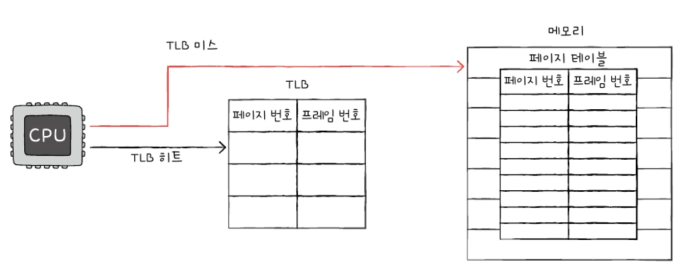 메모리
TLB 미스
페이지 테이블
TLB
페이지 번호 프레임 번호
CPU
페이지 번호 프레임 번호
TLB 히트